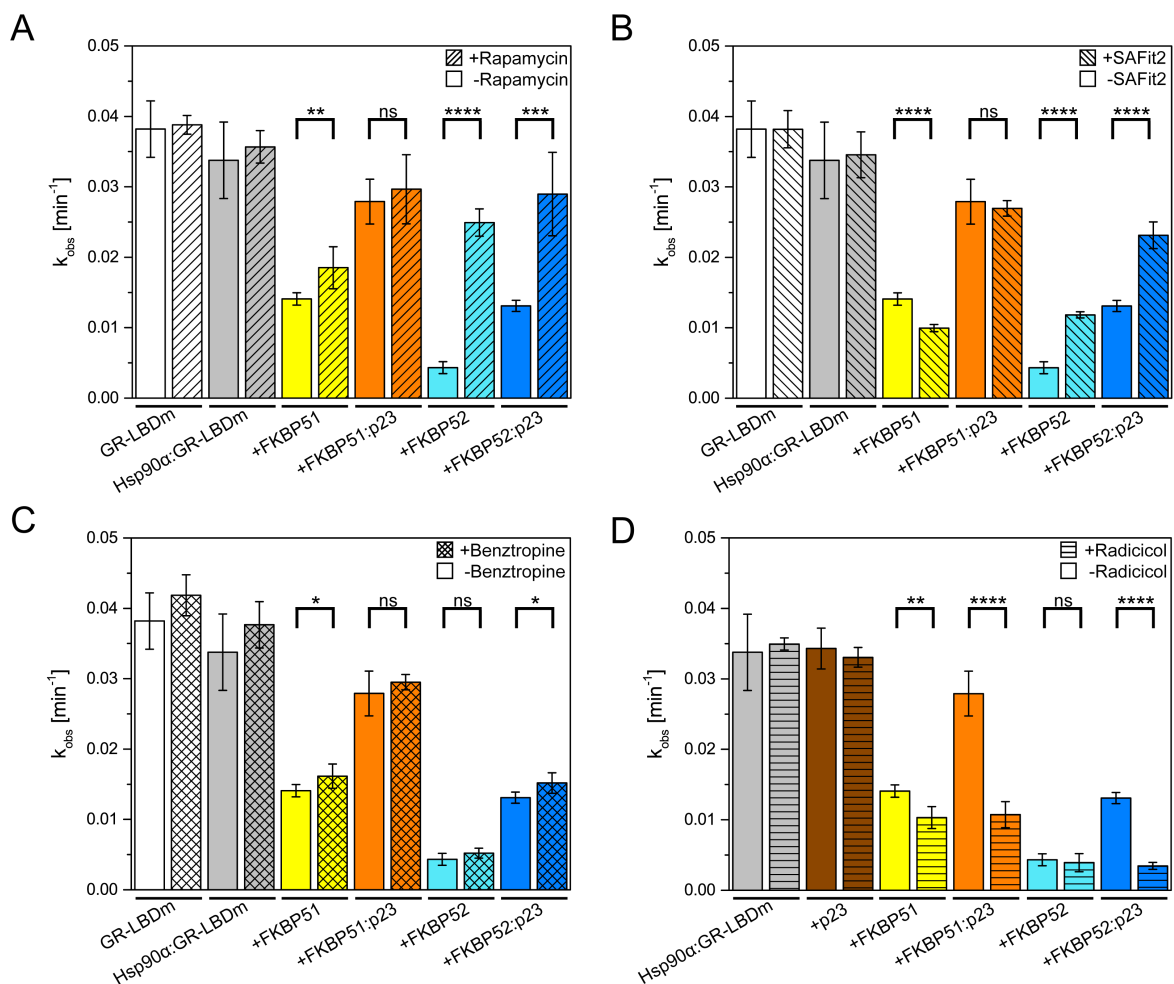 A
0.05
0.04
0.03
0.02
0.01
0.00
k_obs [min⁻¹]
+Rapamycin
-Rapamycin
**
ns
****
***
GR-LBDm
Hsp90α:GR-LBDm
+FKBP51
+FKBP51:p23
+FKBP52
+FKBP52:p23
B
0.05
0.04
0.03
0.02
0.01
0.00
k_obs [min⁻¹]
+SAFit2
-SAFit2
****
ns
****
****
GR-LBDm
Hsp90α:GR-LBDm
+FKBP51
+FKBP51:p23
+FKBP52
+FKBP52:p23
C
0.05
0.04
0.03
0.02
0.01
0.00
k_obs [min⁻¹]
+Benztropine
-Benztropine
*
ns
ns
*
GR-LBDm
Hsp90α:GR-LBDm
+FKBP51
+FKBP51:p23
+FKBP52
+FKBP52:p23
D
0.05
0.04
0.03
0.02
0.01
0.00
k_obs [min⁻¹]
+Radicicol
-Radicicol
**
****
ns
****
Hsp90α:GR-LBDm
+p23
+FKBP51
+FKBP51:p23
+FKBP52
+FKBP52:p23